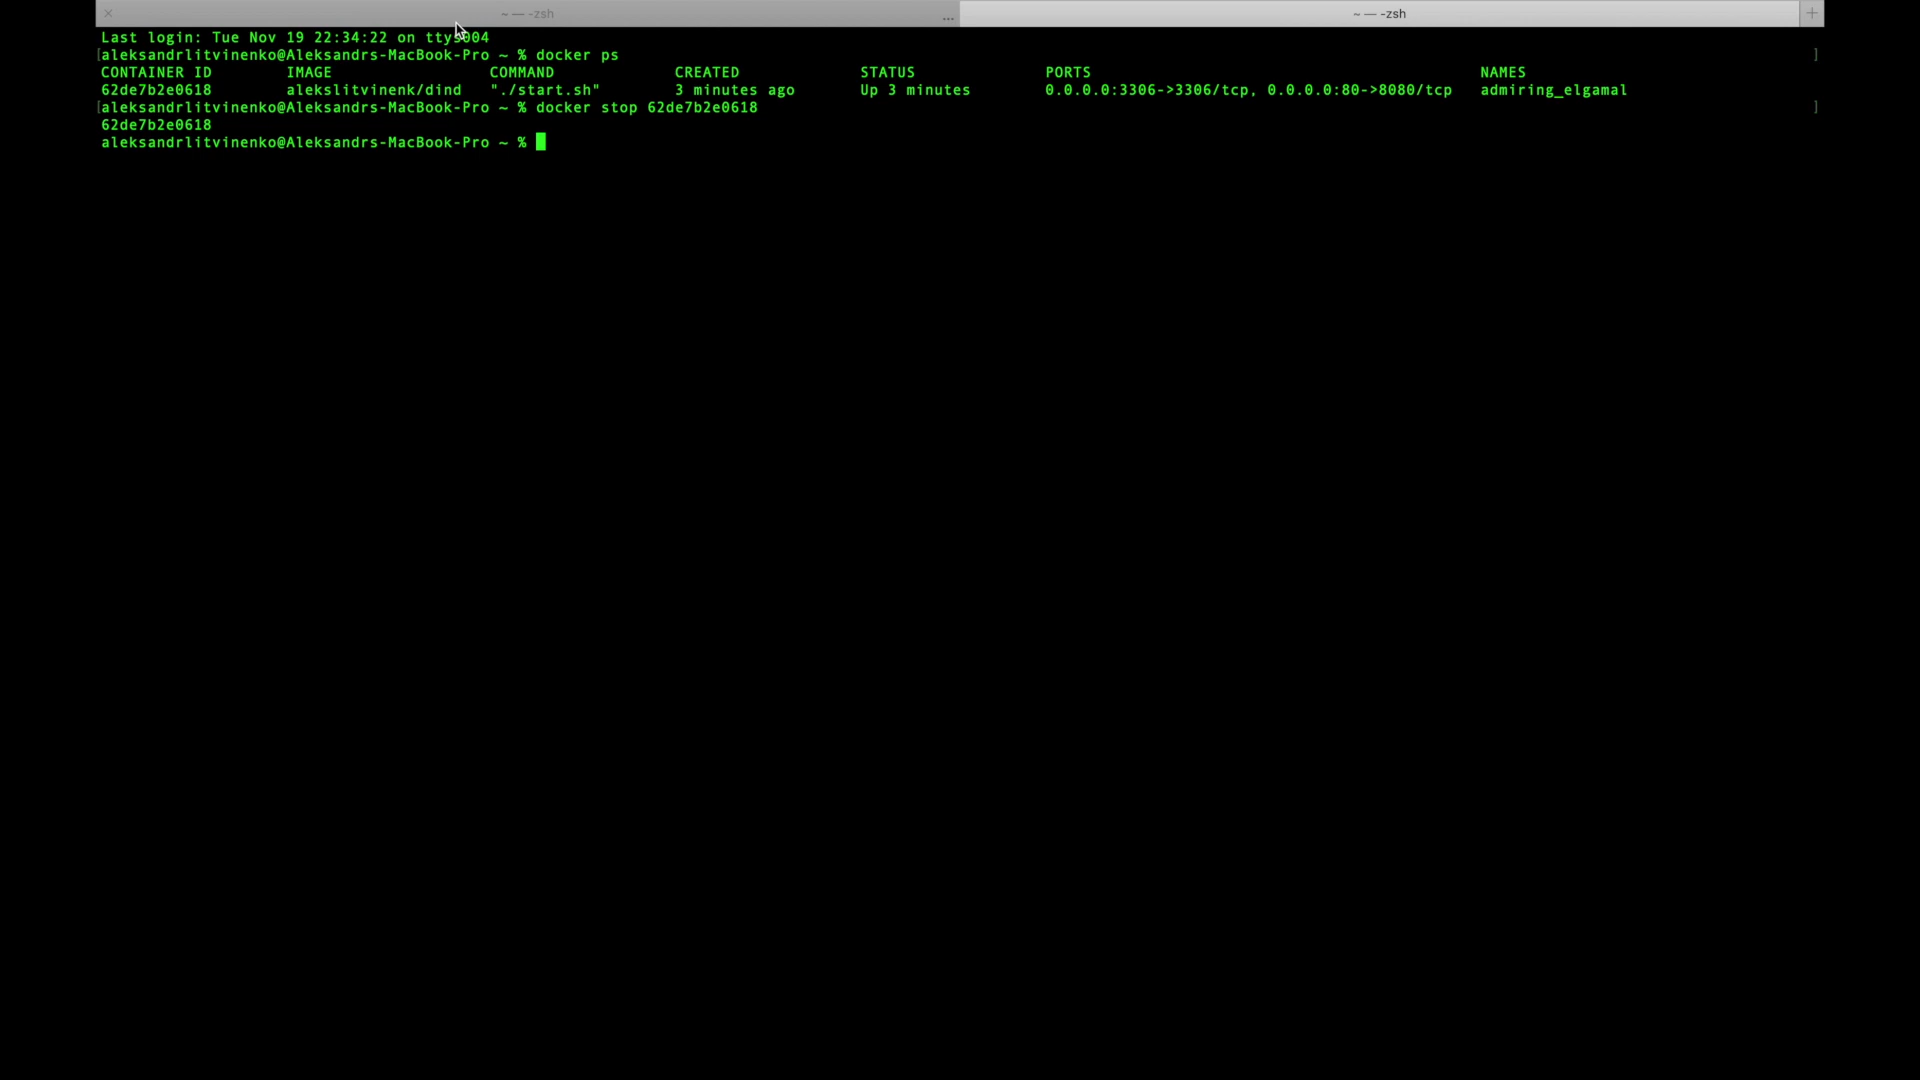 ~ — -zsh ... ~ — -zsh
Last login: Tue Nov 19 22:34:22 on ttys004
[aleksandrlitvinenko@Aleksandrs-MacBook-Pro ~ % docker ps ]
CONTAINER ID IMAGE COMMAND CREATED STATUS PORTS NAMES
62de7b2e0618 alekslitvinenk/dind "./start.sh" 3 minutes ago Up 3 minutes 0.0.0.0:3306->3306/tcp, 0.0.0.0:80->8080/tcp admiring_elgamal
[aleksandrlitvinenko@Aleksandrs-MacBook-Pro ~ % docker stop 62de7b2e0618 ]
62de7b2e0618
aleksandrlitvinenko@Aleksandrs-MacBook-Pro ~ %